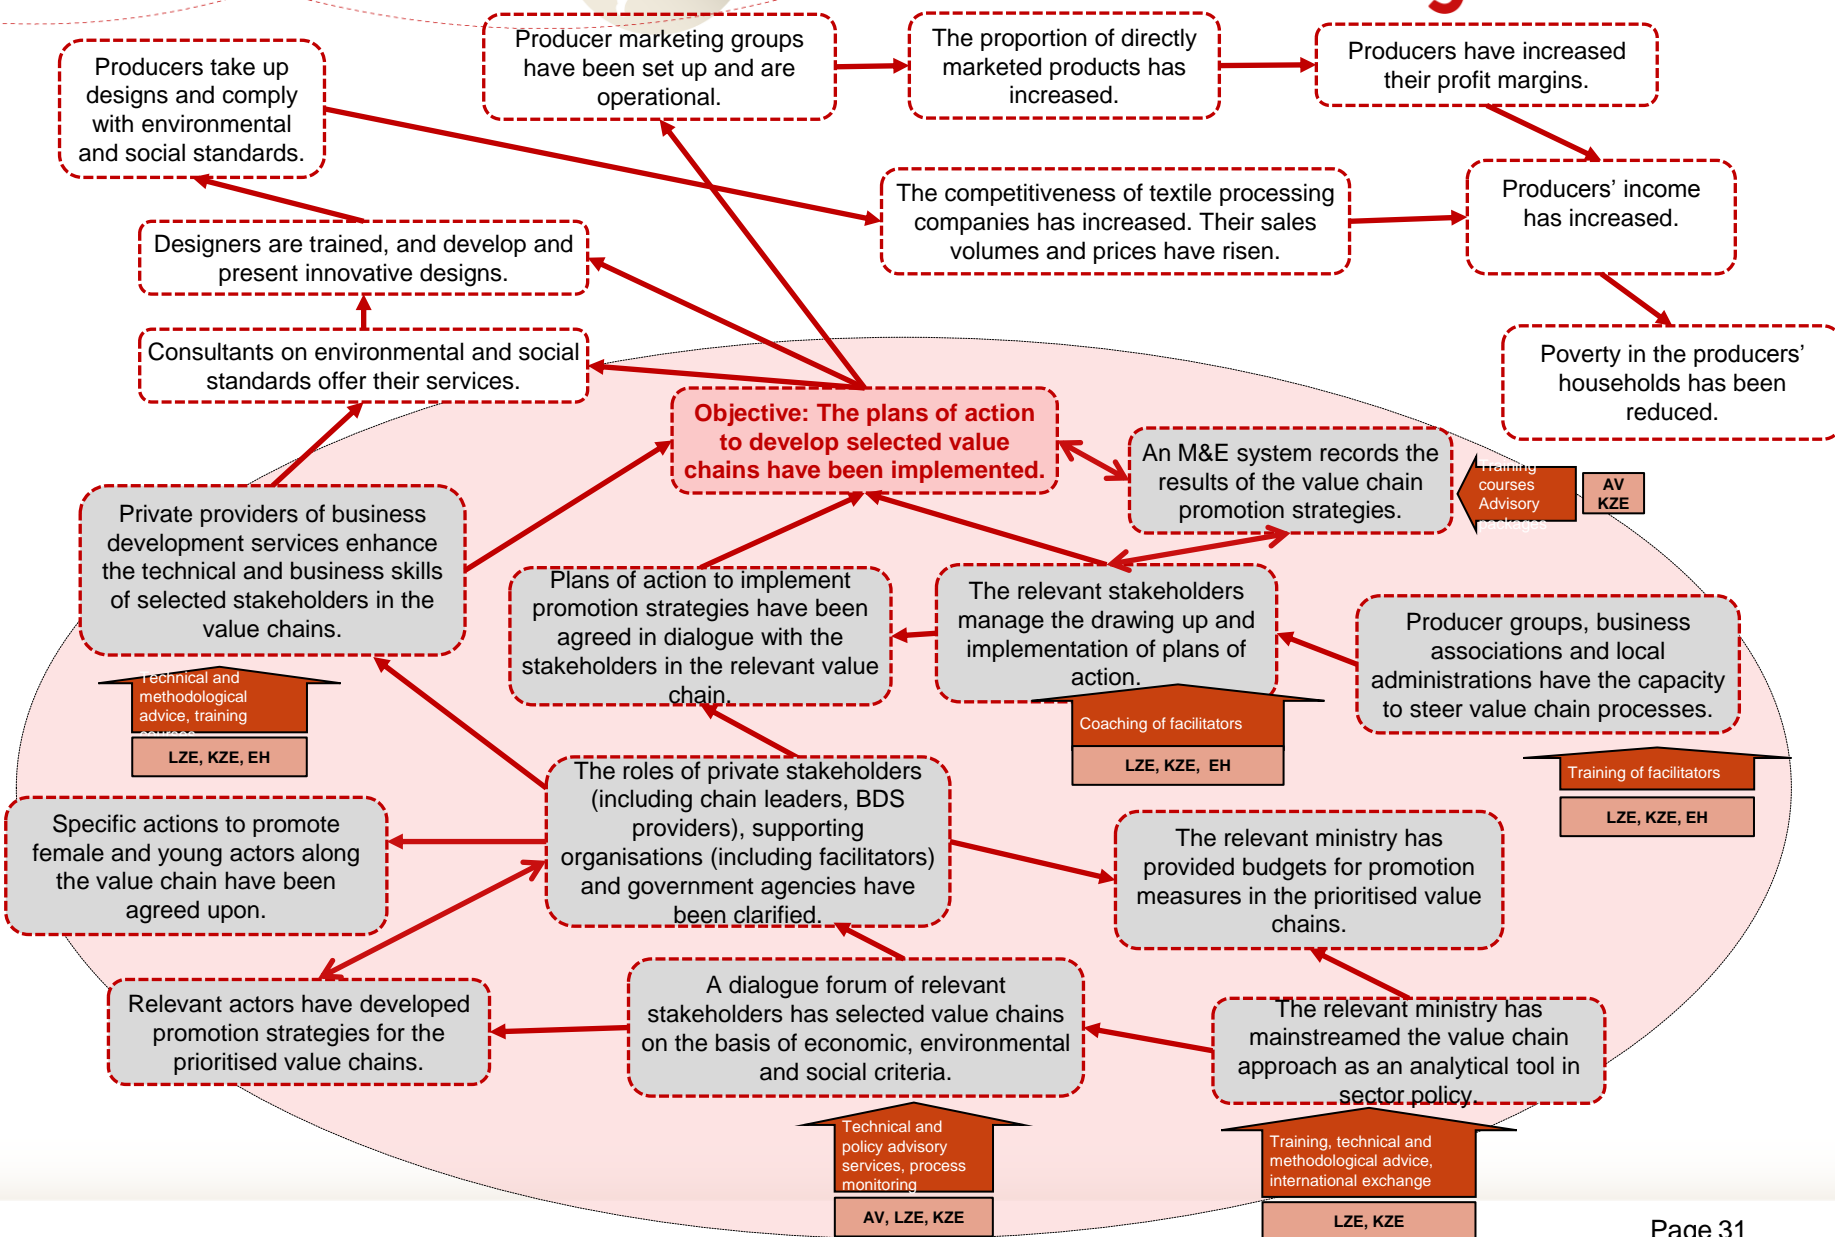 Producer marketing groups
have been set up and are
operational.
The proportion of directly
marketed products has
increased.
Producers have increased
their profit margins.
Producers take up
designs and comply
with environmental
and social standards.
The competitiveness of textile processing
companies has increased. Their sales
volumes and prices have risen.
Producers’ income
has increased.
Designers are trained, and develop and
present innovative designs.
Consultants on environmental and social
standards offer their services.
Poverty in the producers’
households has been
reduced.
Objective: The plans of action
to develop selected value
chains have been implemented.
An M&E system records the
results of the value chain
promotion strategies.
Training
courses
Advisory
packages
AV
KZE
Private providers of business
development services enhance
the technical and business skills
of selected stakeholders in the
value chains.
Plans of action to implement
promotion strategies have been
agreed in dialogue with the
stakeholders in the relevant value
chain.
The relevant stakeholders
manage the drawing up and
implementation of plans of
action.
Producer groups, business
associations and local
administrations have the capacity
to steer value chain processes.
Technical and
methodological
advice, training
courses
LZE, KZE, EH
Coaching of facilitators
LZE, KZE, EH
Training of facilitators
LZE, KZE, EH
The roles of private stakeholders
(including chain leaders, BDS
providers), supporting
organisations (including facilitators)
and government agencies have
been clarified.
Specific actions to promote
female and young actors along
the value chain have been
agreed upon.
The relevant ministry has
provided budgets for promotion
measures in the prioritised value
chains.
Relevant actors have developed
promotion strategies for the
prioritised value chains.
A dialogue forum of relevant
stakeholders has selected value chains
on the basis of economic, environmental
and social criteria.
The relevant ministry has
mainstreamed the value chain
approach as an analytical tool in
sector policy.
Technical and
policy advisory
services, process
monitoring
AV, LZE, KZE
Training, technical and
methodological advice,
international exchange
LZE, KZE
Page 31